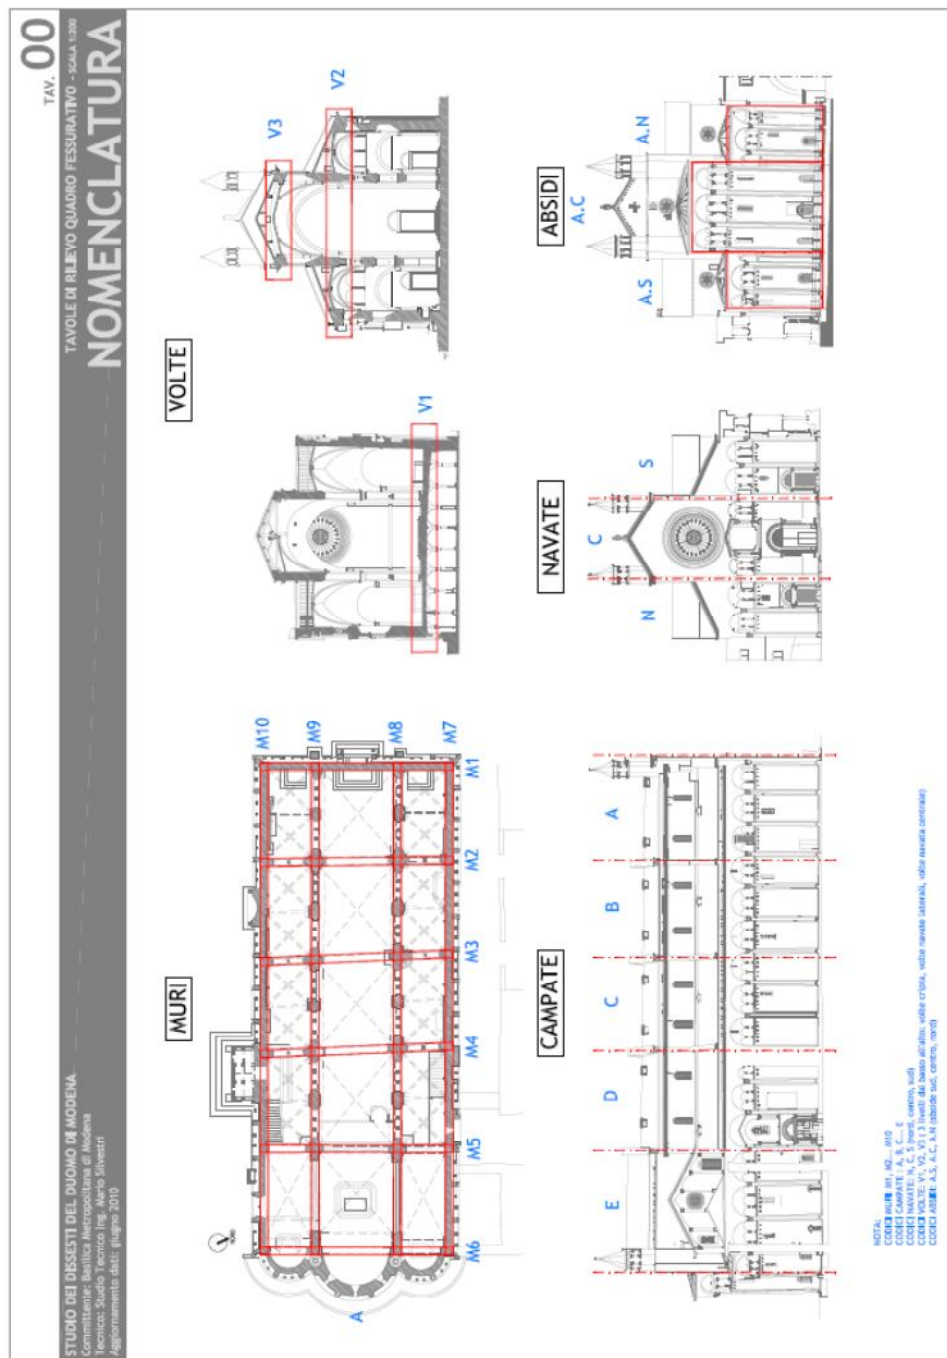 TAV. 00
STUDIO DEI DISSESTI DEL DUOMO DI MODENA
Committente: Basilica Metropolitana di Modena
Tecnico: Studio Tecnico Ing. Mario Silvestri
Aggiornamento dati: giugno 2010
TAVOLE DI RILIEVO QUADRO FESSURATIVO - SCALA 1:200
NOMENCLATURA
MURI
NORD
M10
M9
M8
M7
A
M6
M5
M4
M3
M2
M1
VOLTE
V1
V3
V2
CAMPATE
E
D
C
B
A
NAVATE
N
C
S
ABSIDI
A.S
A.C
A.N
NOTA:
CODICI MURI: M1, M2... M10
CODICI CAMPATE: A, B, C... E
CODICI NAVATE: N, C, S (nord, centro, sud)
CODICI VOLTE: V1, V2, V3 (3 livelli dal basso all'alto: volte cripta, volte navate laterali, volte navata centrale)
CODICI ABSIDI: A.S, A.C, A.N (abside sud, centro, nord)